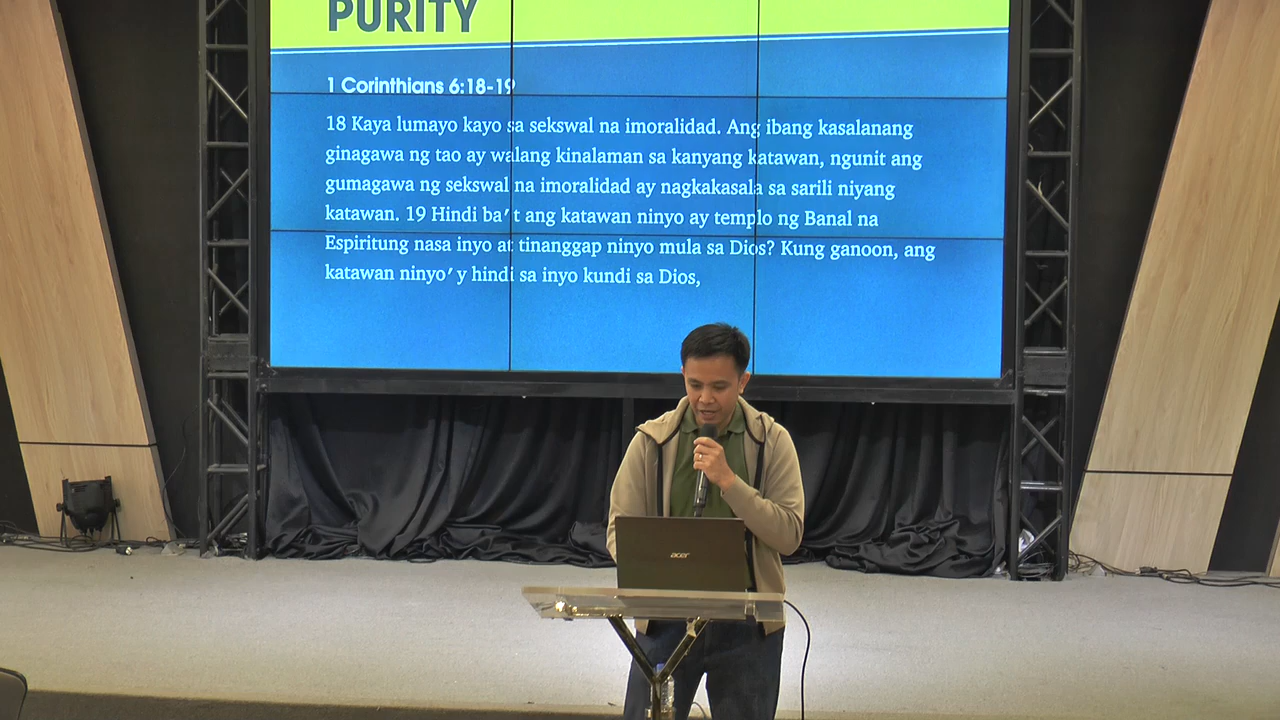 PURITY
1 Corinthians 6:18-19
18 Kaya lumayo kayo sa sekswal na imoralidad. Ang ibang kasalanang
ginagawa ng tao ay walang kinalaman sa kanyang katawan, ngunit ang
gumagawa ng sekswal na imoralidad ay nagkakasala sa sarili niyang
katawan. 19 Hindi ba’t ang katawan ninyo ay templo ng Banal na
Espiritung nasa inyo at tinanggap ninyo mula sa Dios? Kung ganoon, ang
katawan ninyo’y hindi sa inyo kundi sa Dios,
acer